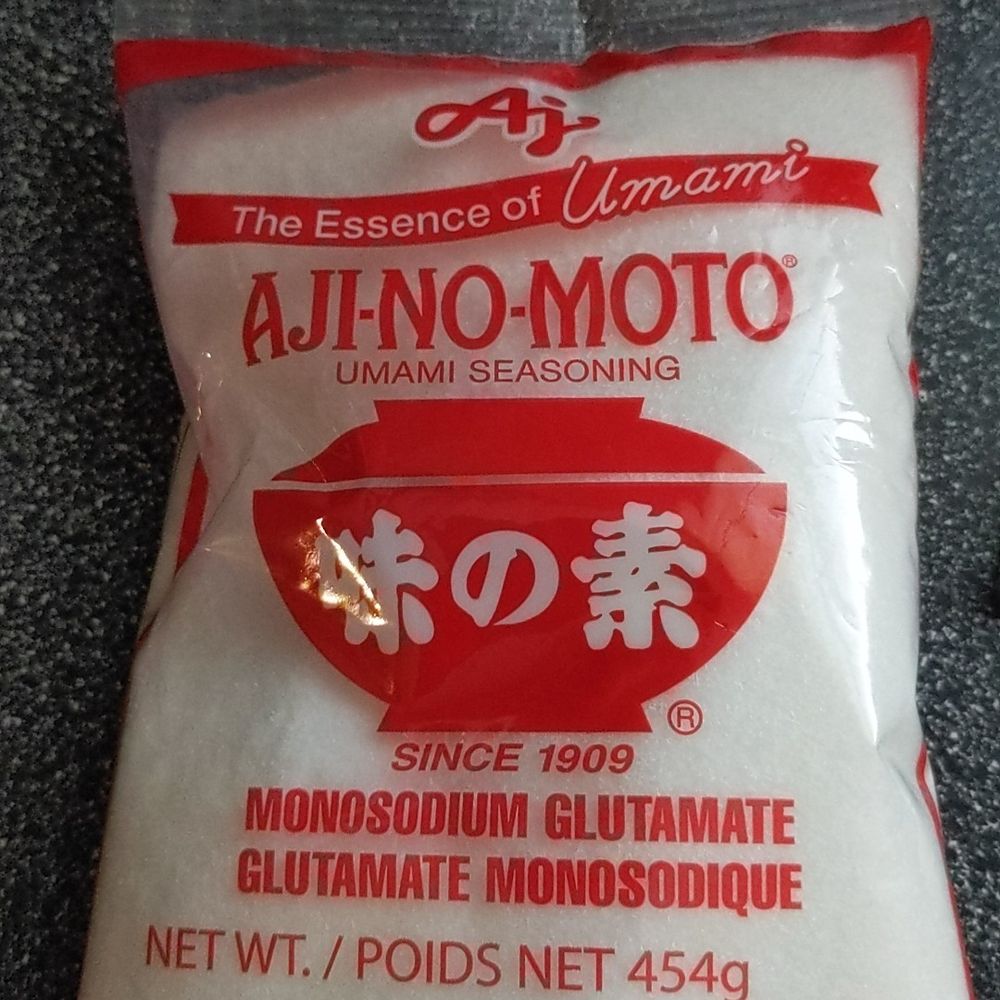 Aj
The Essence of Umami
AJI-NO-MOTO®
UMAMI SEASONING
味の素
®
SINCE 1909
MONOSODIUM GLUTAMATE
GLUTAMATE MONOSODIQUE
NET WT. / POIDS NET 454g